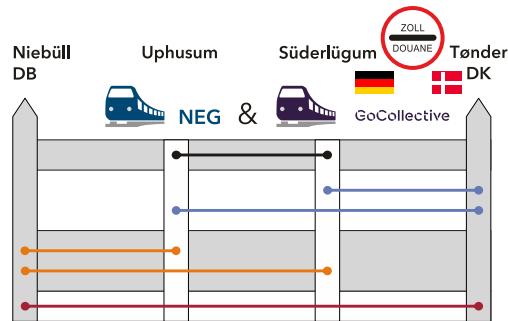 ZOLL
DOUANE
Niebüll
DB
Uphusum
Süderlügum
Tønder
DK
NEG & GoCollective